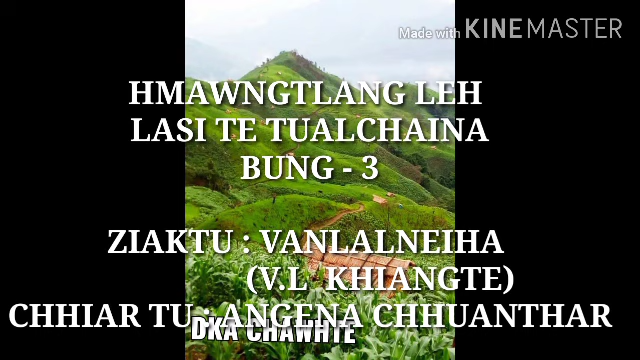 Made with KINEMASTER
HMAWNGTLANG LEH
LASI TE TUALCHAINA
BUNG - 3
ZIAKTU : VANLALNEIHA
(V.L KHIANGTE)
CHHIAR TU : ANGENA CHHUANTHAR
DKA CHAWHTE